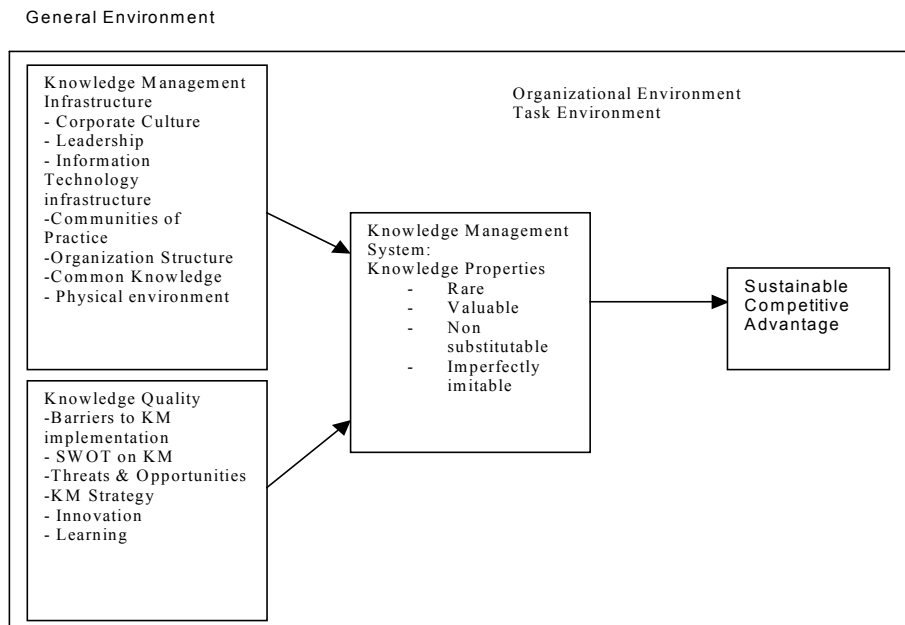 General Environment
Knowledge Management
Infrastructure
- Corporate Culture
- Leadership
- Information
Technology
infrastructure
-Communities of
Practice
-Organization Structure
-Common Knowledge
- Physical environment
Organizational Environment
Task Environment
Knowledge Management
System:
Knowledge Properties
- Rare
- Valuable
- Non
substitutable
- Imperfectly
imitable
Sustainable
Competitive
Advantage
Knowledge Quality
-Barriers to KM
implementation
- SWOT on KM
-Threats & Opportunities
-KM Strategy
- Innovation
- Learning